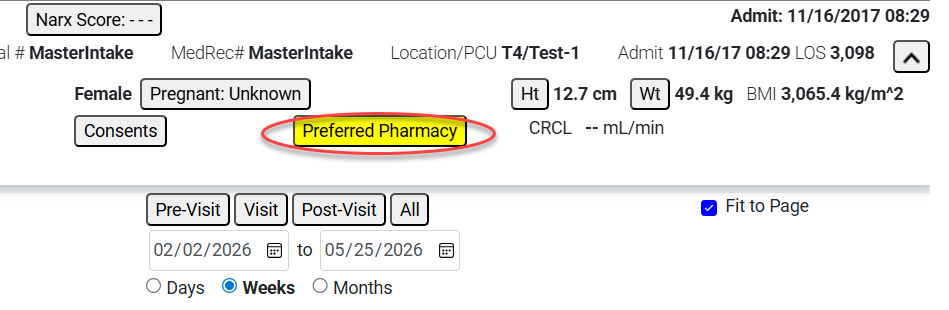 Narx Score: - - - Admit: 11/16/2017 08:29
al # MasterIntake MedRec# MasterIntake Location/PCU T4/Test-1 Admit 11/16/17 08:29 LOS 3,098
Female Pregnant: Unknown Ht 12.7 cm Wt 49.4 kg BMI 3,065.4 kg/m^2
Consents Preferred Pharmacy CRCL -- mL/min
Pre-Visit Visit Post-Visit All Fit to Page
02/02/2026 to 05/25/2026
Days Weeks Months